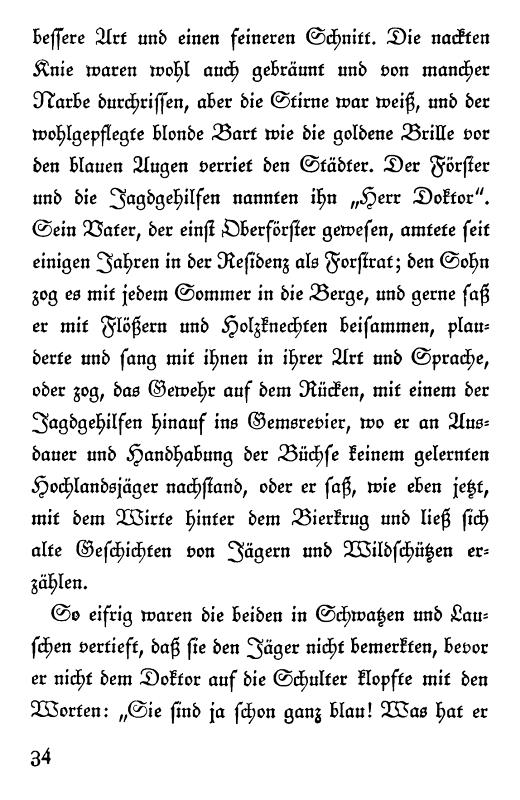 bessere Art und einen feineren Schnitt. Die nackten
Knie waren wohl auch gebräunt und von mancher
Narbe durchrissen, aber die Stirne war weiß, und der
wohlgepflegte blonde Bart wie die goldene Brille vor
den blauen Augen verriet den Städter. Der Förster
und die Jagdgehilfen nannten ihn „Herr Doktor“.
Sein Vater, der einst Oberförster gewesen, amtete seit
einigen Jahren in der Residenz als Forstrat; den Sohn
zog es mit jedem Sommer in die Berge, und gerne saß
er mit Flößern und Holzknechten beisammen, plau-
derte und sang mit ihnen in ihrer Art und Sprache,
oder zog, das Gewehr auf dem Rücken, mit einem der
Jagdgehilfen hinauf ins Gemsrevier, wo er an Aus-
dauer und Handhabung der Büchse keinem gelernten
Hochlandsjäger nachstand, oder er saß, wie eben jetzt,
mit dem Wirte hinter dem Bierkrug und ließ sich
alte Geschichten von Jägern und Wildschützen er-
zählen.
So eifrig waren die beiden in Schwatzen und Lau-
schen vertieft, daß sie den Jäger nicht bemerkten, bevor
er nicht dem Doktor auf die Schulter klopfte mit den
Worten: „Sie sind ja schon ganz blau! Was hat er
34